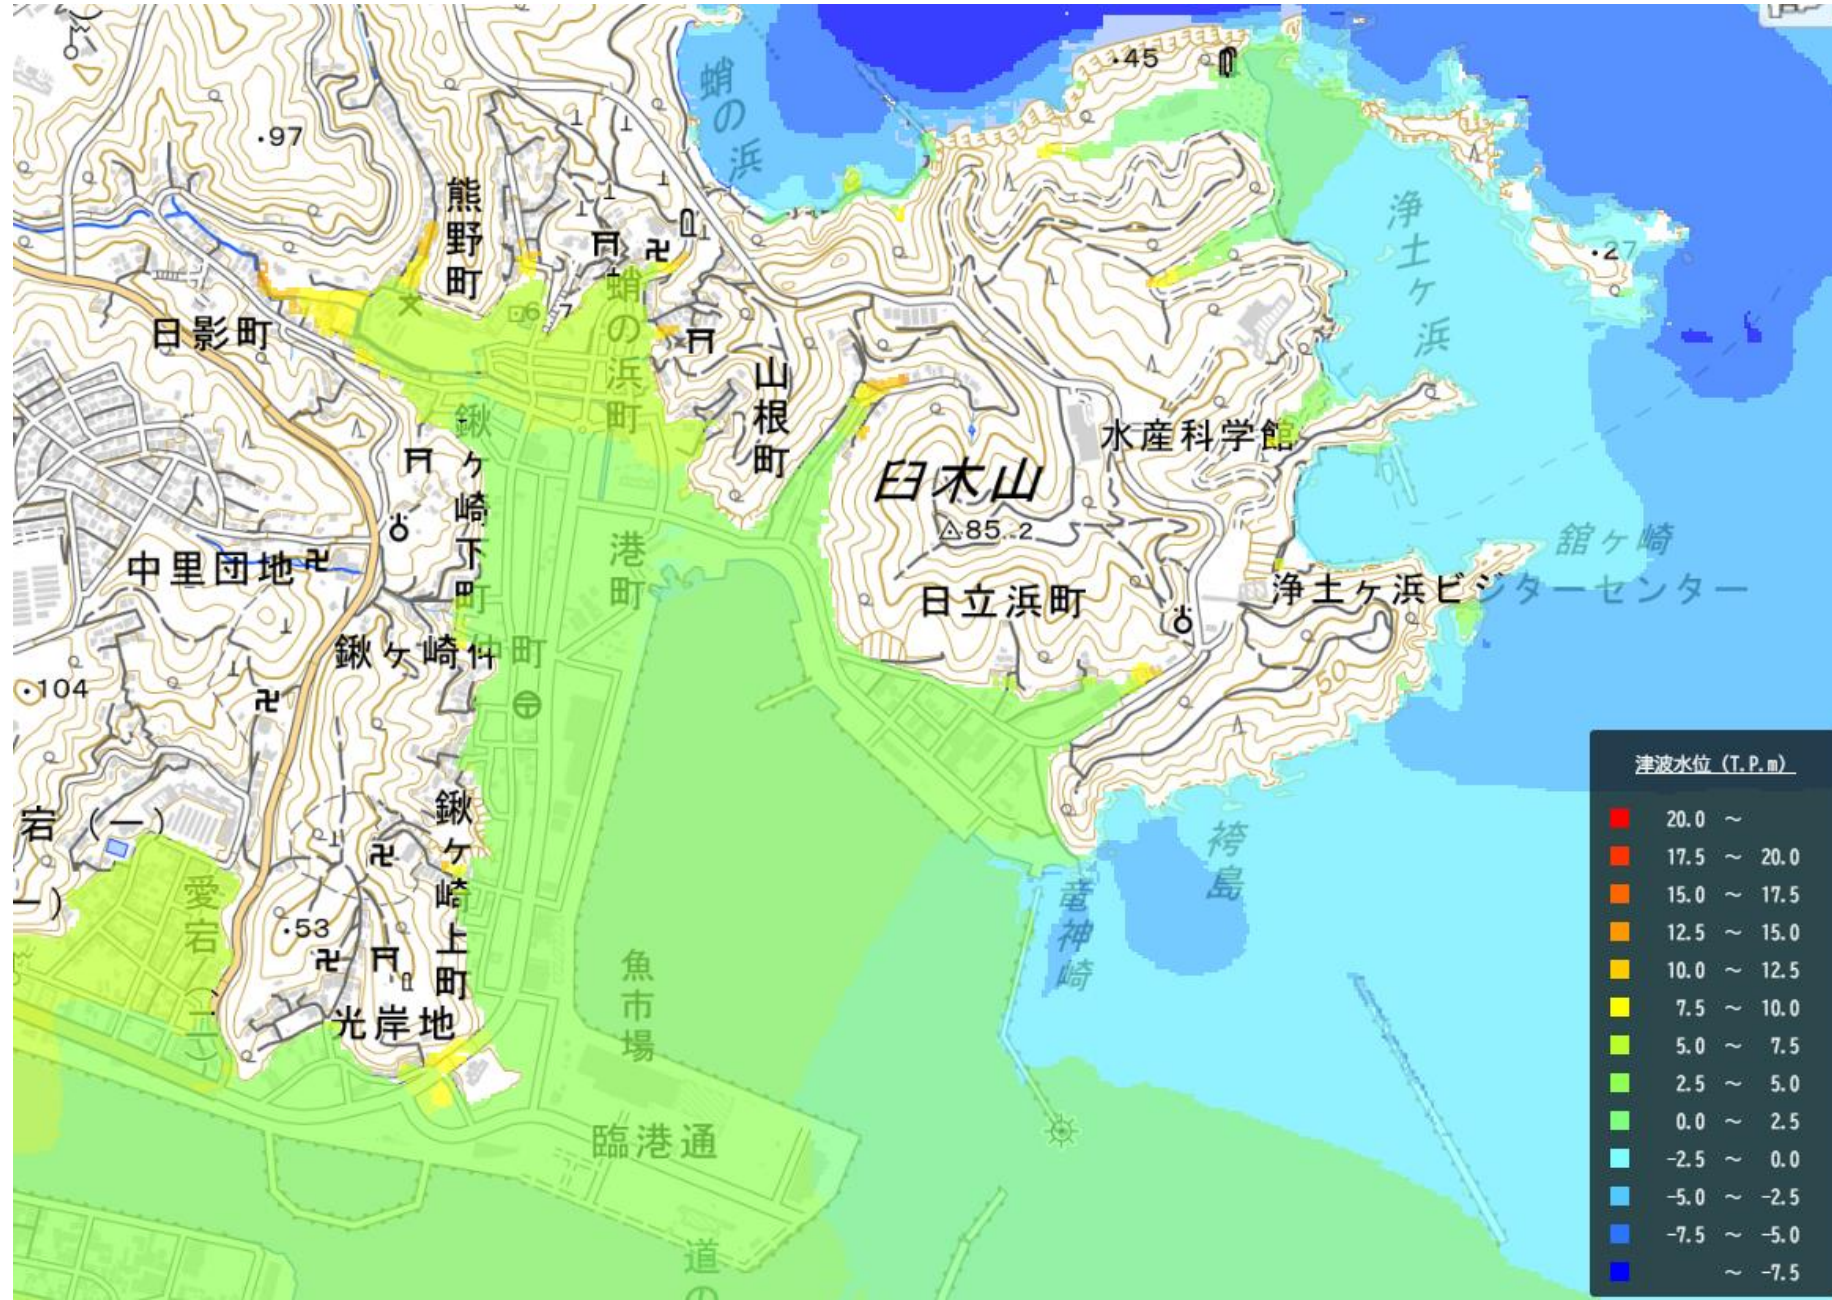 蛸の浜
・45
・97
熊野町
浄土ヶ浜
・27
日影町
6.7
蛸の浜町
山根町
鍬ヶ崎下町
水産科学館
臼木山
85.2
港町
舘ヶ崎
中里団地
日立浜町
浄土ヶ浜ビジターセンター
鍬ヶ崎仲町
・104
50
津波水位 (T.P.m)
20.0 ～
17.5 ～ 20.0
15.0 ～ 17.5
12.5 ～ 15.0
10.0 ～ 12.5
7.5 ～ 10.0
5.0 ～ 7.5
2.5 ～ 5.0
0.0 ～ 2.5
-2.5 ～ 0.0
-5.0 ～ -2.5
-7.5 ～ -5.0
～ -7.5
宕(一)
鍬ヶ崎上町
袴島
愛宕(二)
竜神崎
・53
魚市場
光岸地
臨港通
道の